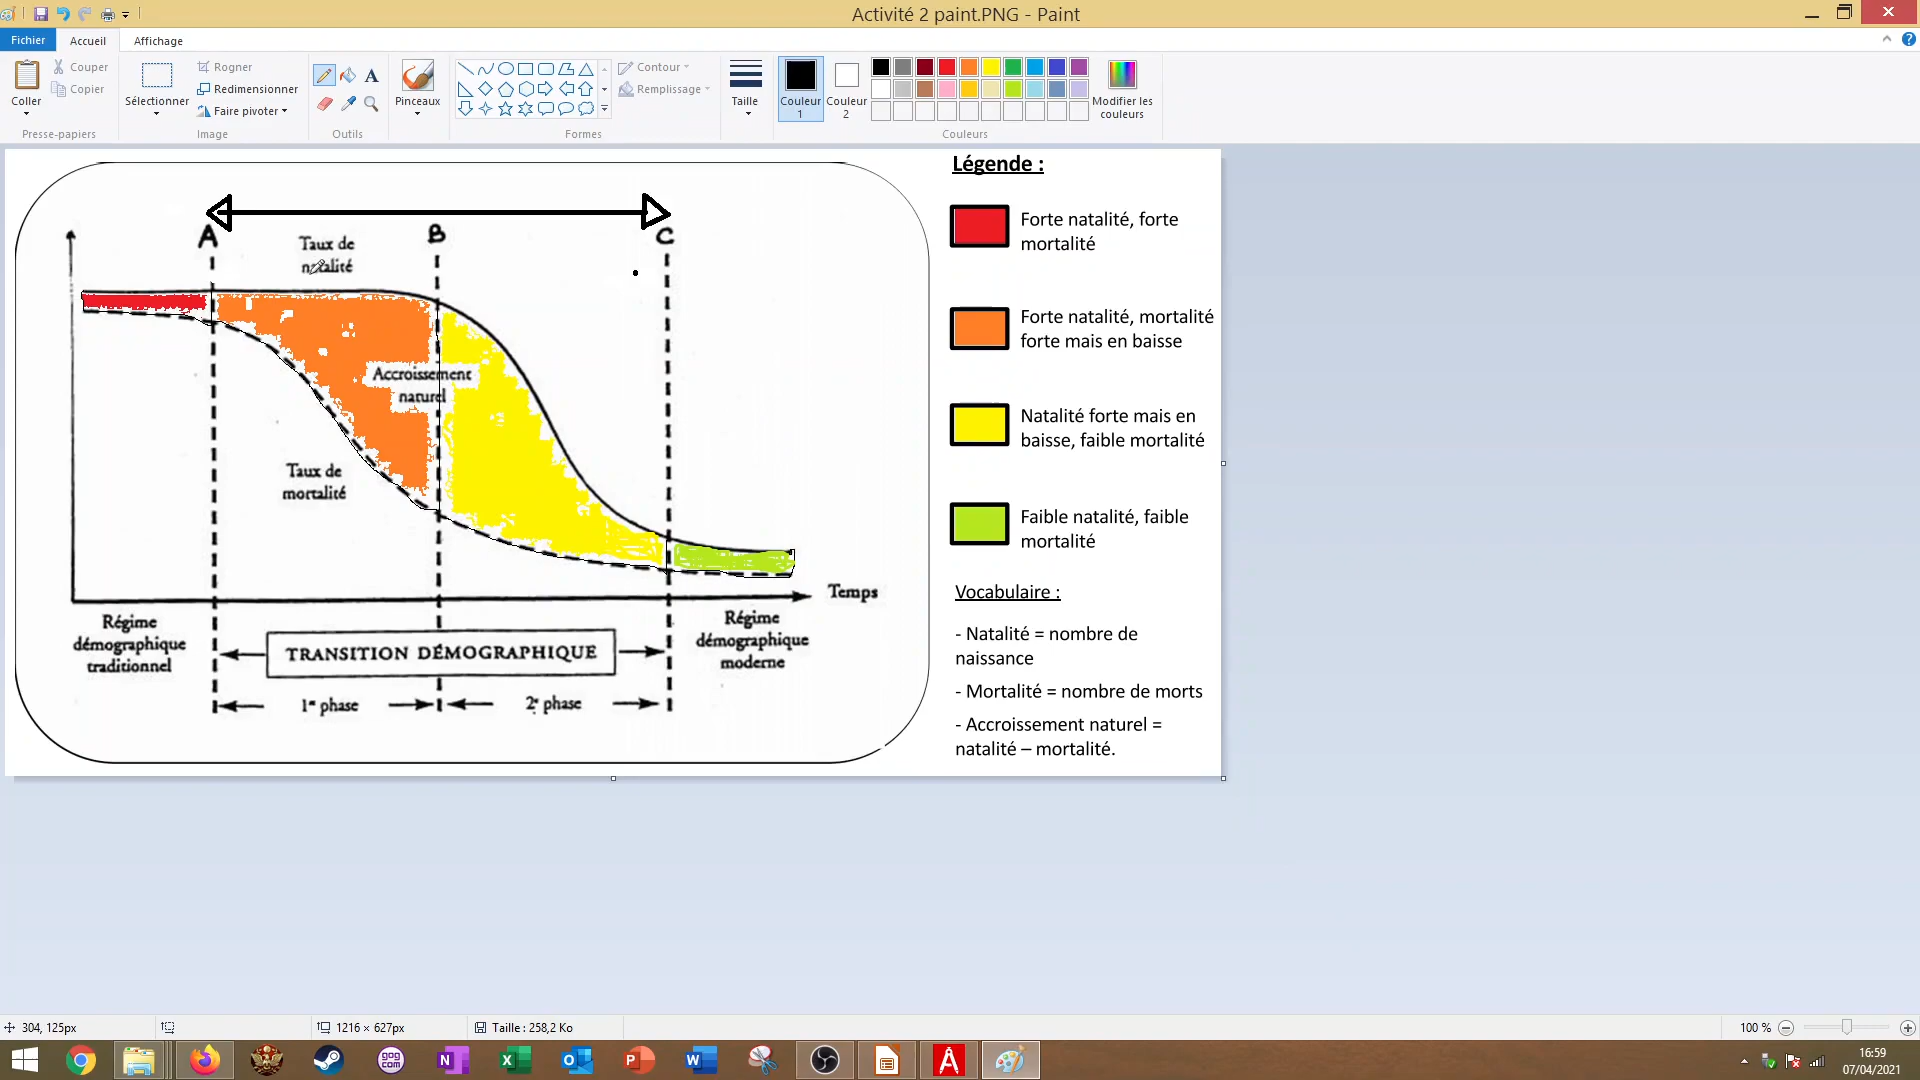 Activité 2 paint.PNG - Paint
Fichier
Accueil
Affichage
Coller
Couper
Copier
Presse-papiers
Sélectionner
Rogner
Redimensionner
Faire pivoter
Image
A
Outils
Pinceaux
Formes
Contour
Remplissage
Taille
Couleur
1
Couleur
2
Modifier les
couleurs
Couleurs
A
B
C
Taux de
natalité
Accroissement
naturel
Taux de
mortalité
Temps
Régime
démographique
traditionnel
TRANSITION DÉMOGRAPHIQUE
Régime
démographique
moderne
1re phase
2e phase
Légende :
Forte natalité, forte
mortalité
Forte natalité, mortalité
forte mais en baisse
Natalité forte mais en
baisse, faible mortalité
Faible natalité, faible
mortalité
Vocabulaire :
- Natalité = nombre de
naissance
- Mortalité = nombre de morts
- Accroissement naturel =
natalité – mortalité.
304, 125px
1216 × 627px
Taille : 258,2 Ko
100 %
gog
com
N
X
O
P
W
A
16:59
07/04/2021